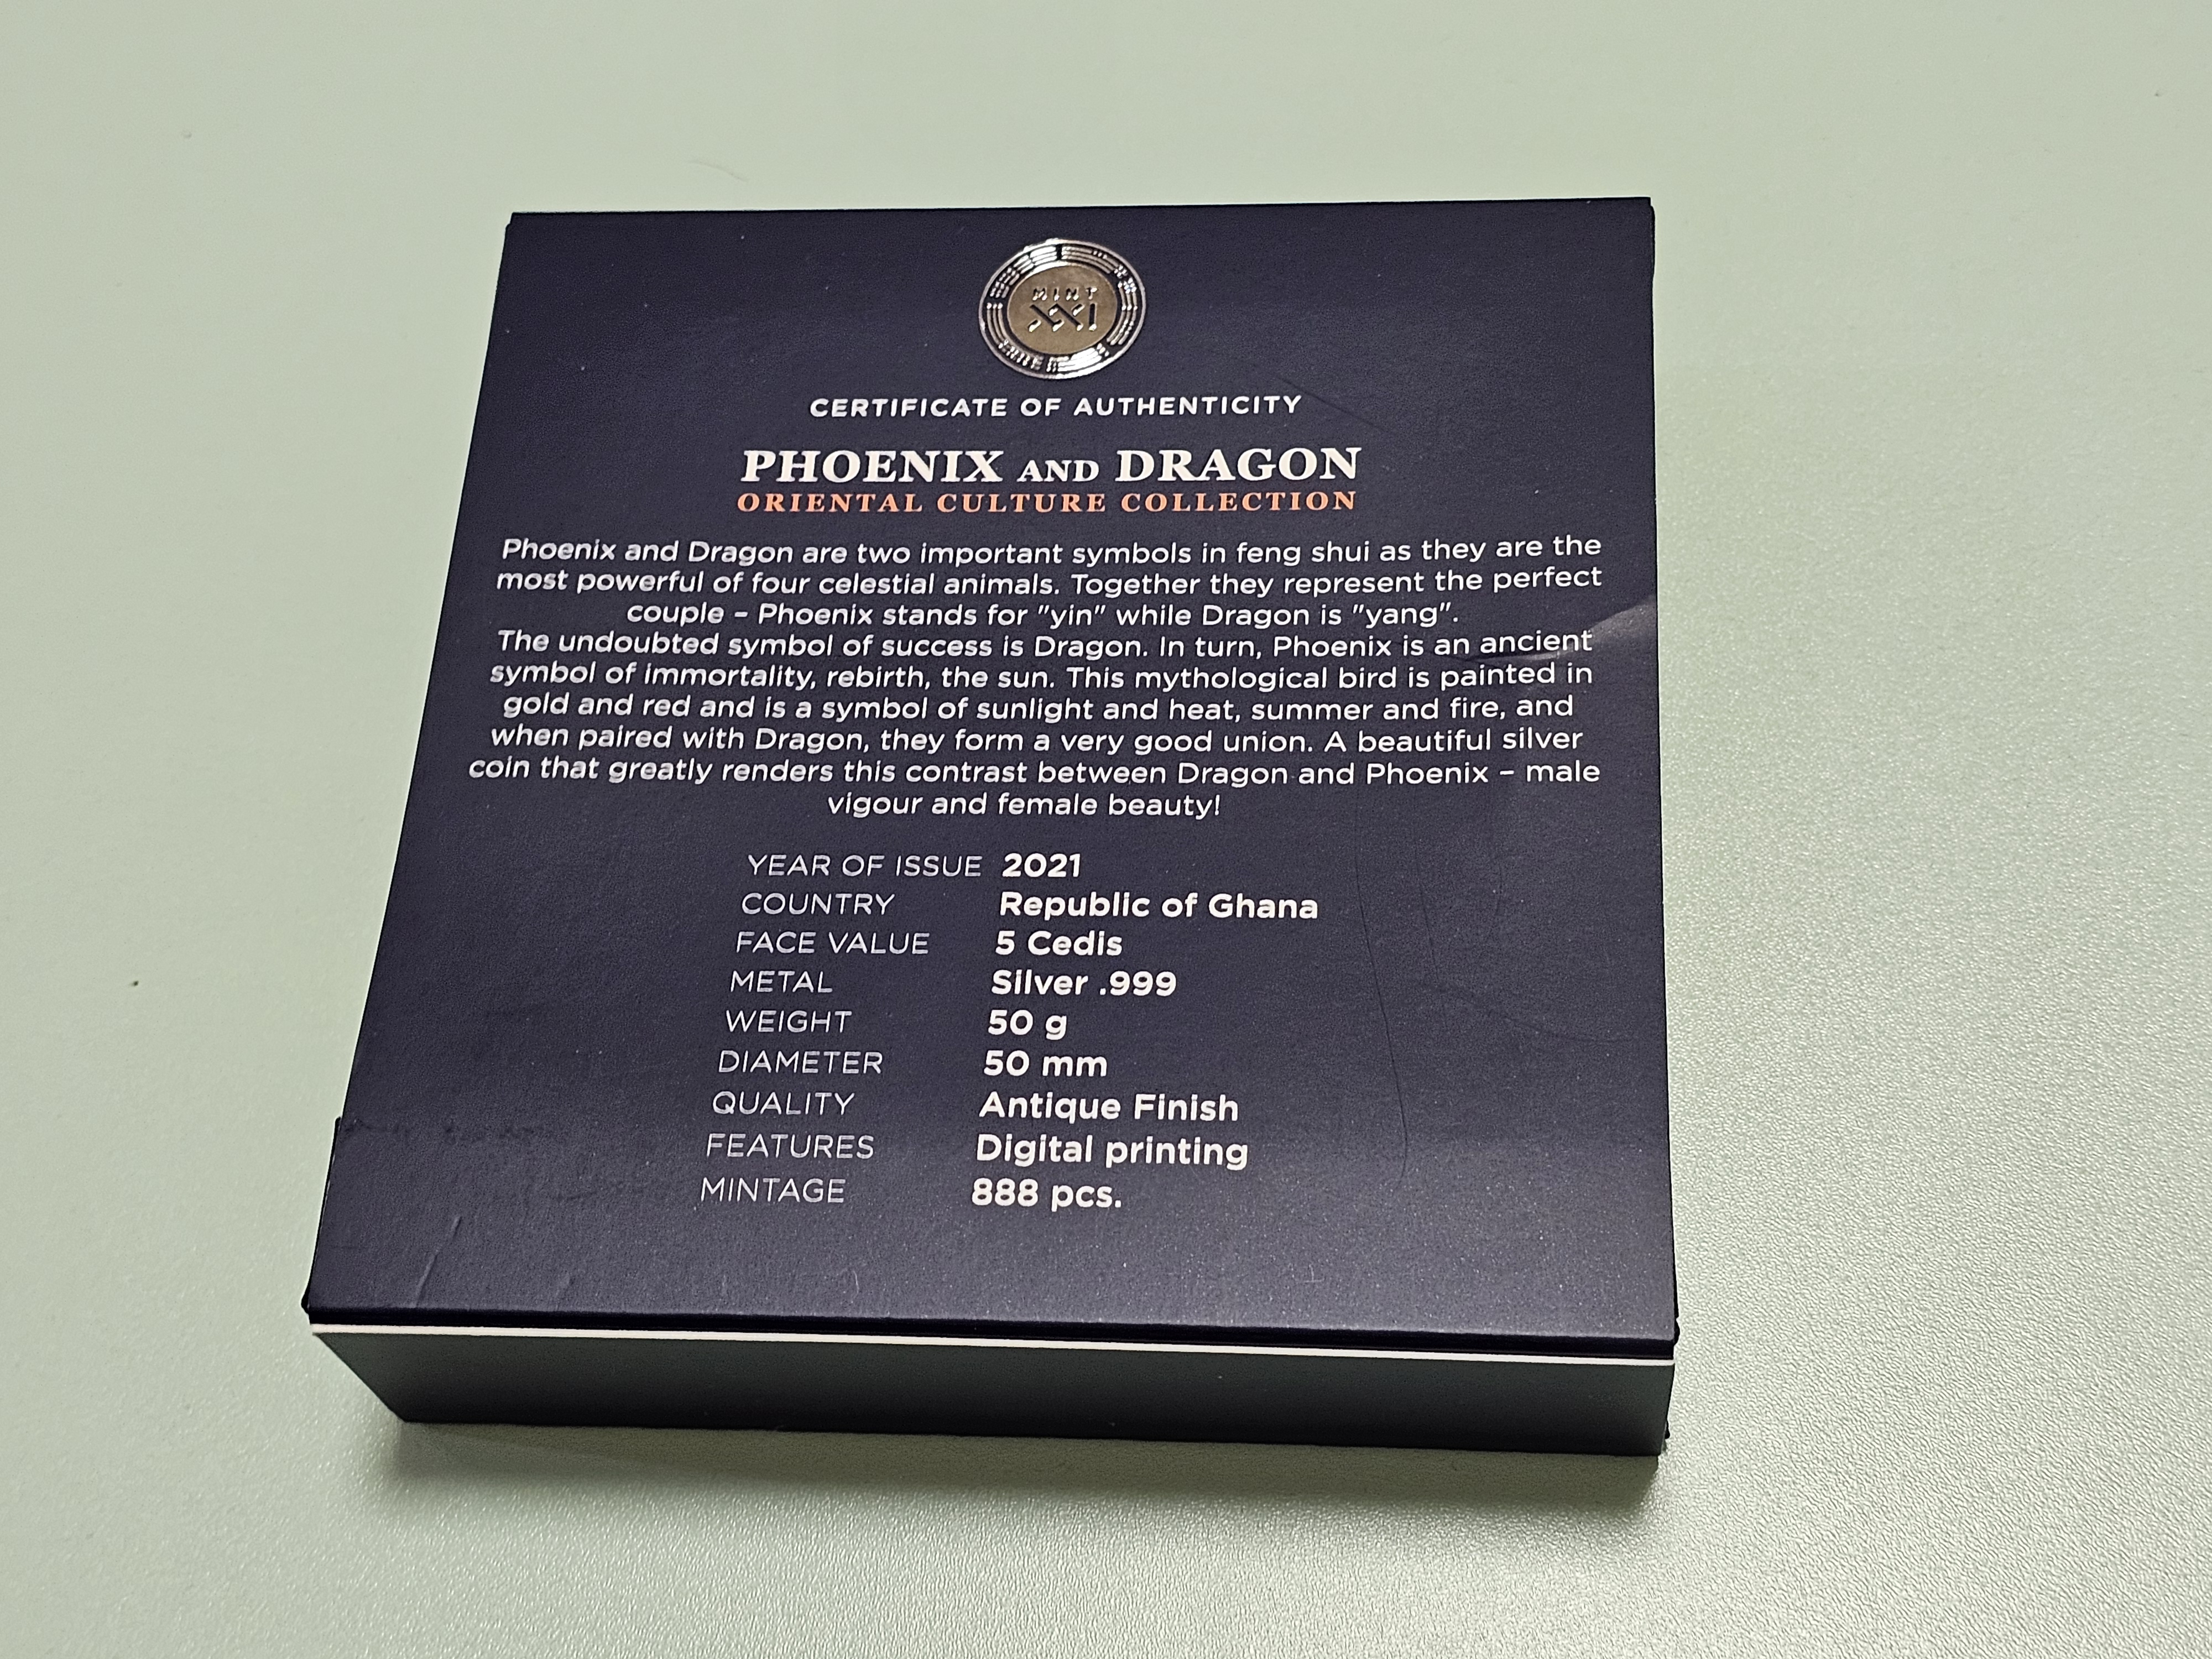 MINT
XXI
CERTIFICATE OF AUTHENTICITY
PHOENIX AND DRAGON
ORIENTAL CULTURE COLLECTION
Phoenix and Dragon are two important symbols in feng shui as they are the
most powerful of four celestial animals. Together they represent the perfect
couple – Phoenix stands for "yin" while Dragon is "yang".
The undoubted symbol of success is Dragon. In turn, Phoenix is an ancient
symbol of immortality, rebirth, the sun. This mythological bird is painted in
gold and red and is a symbol of sunlight and heat, summer and fire, and
when paired with Dragon, they form a very good union. A beautiful silver
coin that greatly renders this contrast between Dragon and Phoenix – male
vigour and female beauty!
YEAR OF ISSUE 2021
COUNTRY Republic of Ghana
FACE VALUE 5 Cedis
METAL Silver .999
WEIGHT 50 g
DIAMETER 50 mm
QUALITY Antique Finish
FEATURES Digital printing
MINTAGE 888 pcs.